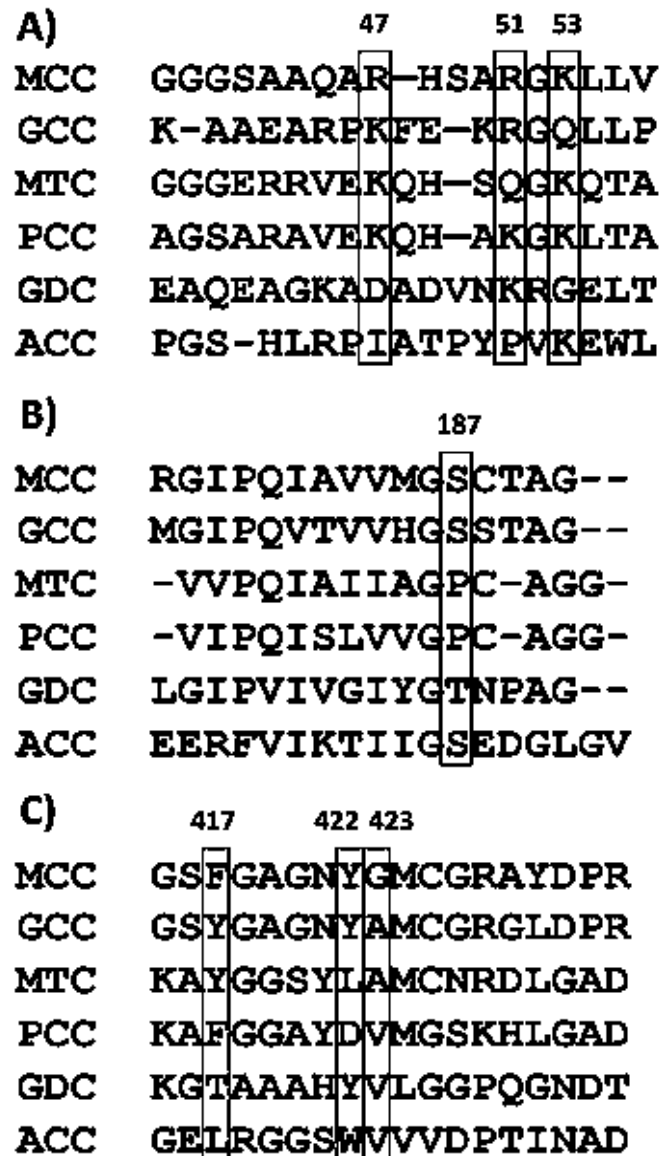 A) 47 51 53
MCC GGGSAAQAR–HSARGKLLV
GCC K-AAEARPKFE–KRGQLLP
MTC GGGERRVEKQH–SQGKQTA
PCC AGSARAVEKQH–AKGKLTA
GDC EAQEAGKADADVNKRGELT
ACC PGS-HLRPIATPYPVKEWL
B) 187
MCC RGIPQIAVVMGSCTAG--
GCC MGIPQVTVVHGSSTAG--
MTC -VVPQIAIIAGPC-AGG-
PCC -VIPQISLVVGPC-AGG-
GDC LGIPVIVGIYGTNPAG--
ACC EERFVIKTIIGSEDGLGV
C) 417 422 423
MCC GSFGAGNYGMCGRAYDPR
GCC GSYGAGNYAMCGRGLDPR
MTC KAYGGSYLAMCNRDLGAD
PCC KAFGGAYDVMGSKHLGAD
GDC KGTAAAHYVLGGPQGNDT
ACC GELRGGSWVVVDPTINAD